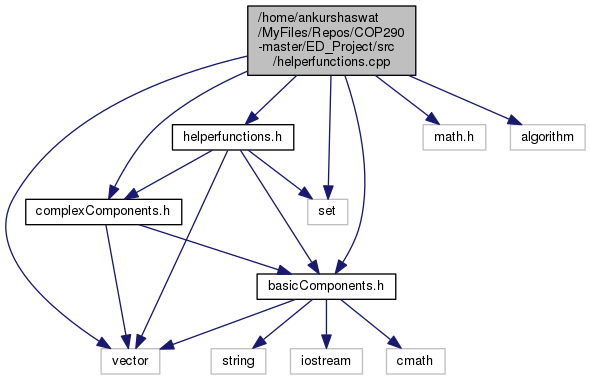 /home/ankurshaswat
/MyFiles/Repos/COP290
-master/ED_Project/src
/helperfunctions.cpp
helperfunctions.h
math.h
algorithm
complexComponents.h
set
basicComponents.h
vector
string
iostream
cmath